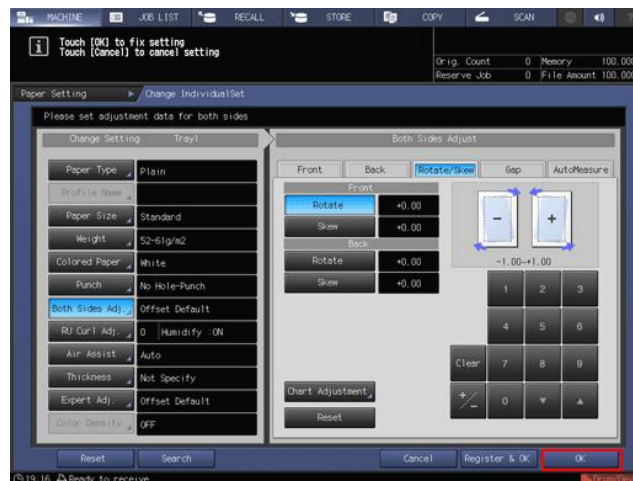 MACHINE JOB LIST RECALL STORE COPY SCAN
Touch [OK] to fix setting
Touch [Cancel] to cancel setting
Orig. Count 0 Memory 100.000
Reserve Job 0 File Amount 100.000
Paper Setting Change IndividualSet
Please set adjustment data for both sides
Change Setting Tray1
Both Sides Adjust
Paper Type Plain
Profile Name
Paper Size Standard
Weight 52-61g/m2
Colored Paper White
Punch No Hole-Punch
Both Sides Adj. Offset Default
RU Curl Adj. 0 Humidify :ON
Air Assist Auto
Thickness Not Specify
Expert Adj. Offset Default
Color Density OFF
Front Back Rotate/Skew Gap AutoMeasure
Front
Rotate +0.00
Skew +0.00
Back
Rotate +0.00
Skew +0.00
- +
-1.00~+1.00
1 2 3
4 5 6
Clear 7 8 9
+/- 0 ▼ ▲
Chart Adjustment
Reset
Reset Search Cancel Register & OK OK
19:16 Ready to receive